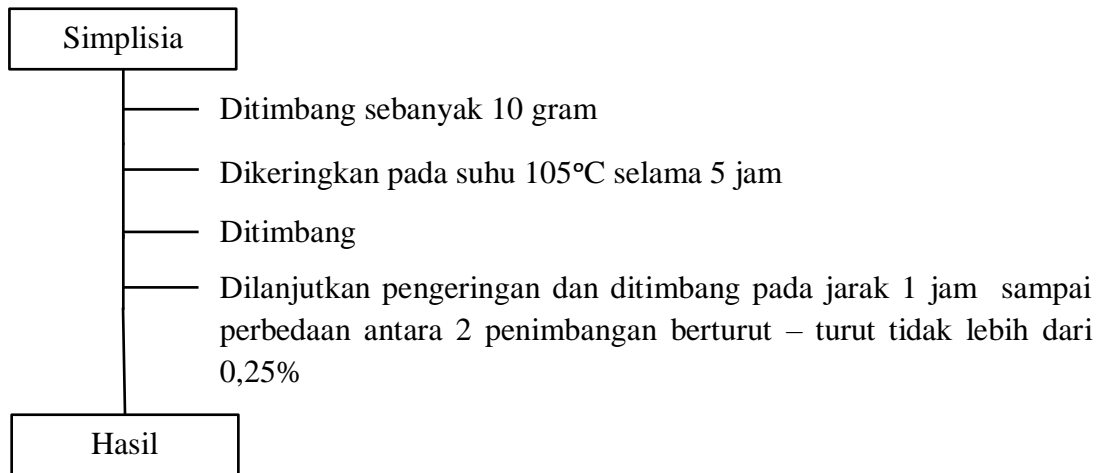 Simplisia
Ditimbang sebanyak 10 gram
Dikeringkan pada suhu 105°C selama 5 jam
Ditimbang
Dilanjutkan pengeringan dan ditimbang pada jarak 1 jam sampai
perbedaan antara 2 penimbangan berturut – turut tidak lebih dari
0,25%
Hasil